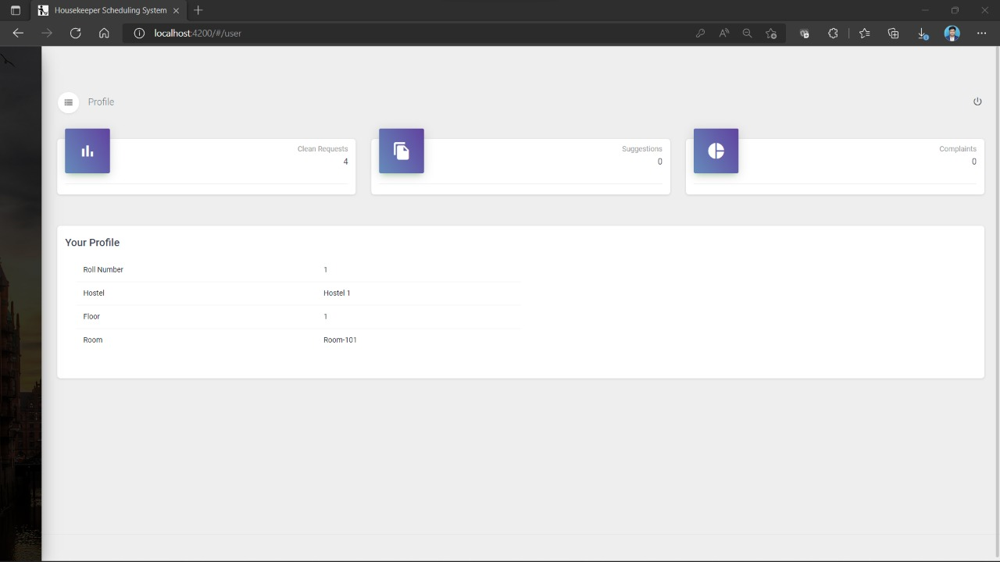 Housekeeper Scheduling System
localhost:4200/#/user
Profile
Clean Requests
4
Suggestions
0
Complaints
0
Your Profile
Roll Number 1
Hostel Hostel 1
Floor 1
Room Room-101